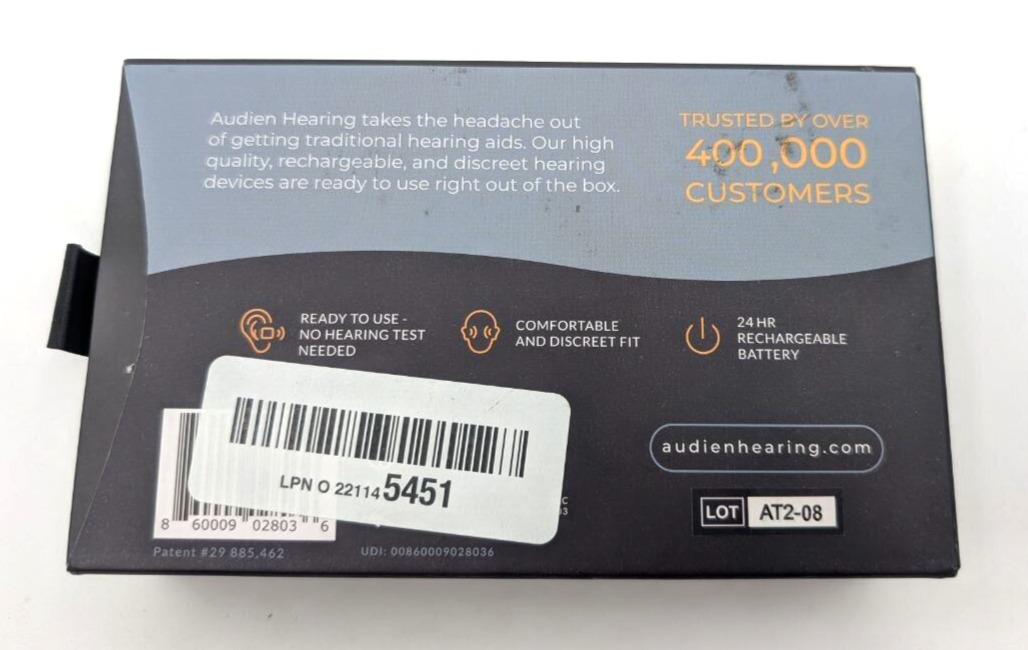 Audien Hearing takes the headache out
of getting traditional hearing aids. Our high
quality, rechargeable, and discreet hearing
devices are ready to use right out of the box.
TRUSTED BY OVER
400,000
CUSTOMERS
READY TO USE -
NO HEARING TEST
NEEDED
COMFORTABLE
AND DISCREET FIT
24 HR
RECHARGEABLE
BATTERY
LPN O 221145451
audienhearing.com
LOT AT2-08
8 60009 02803 6
Patent #29 885,462
UDI: 00860009028036